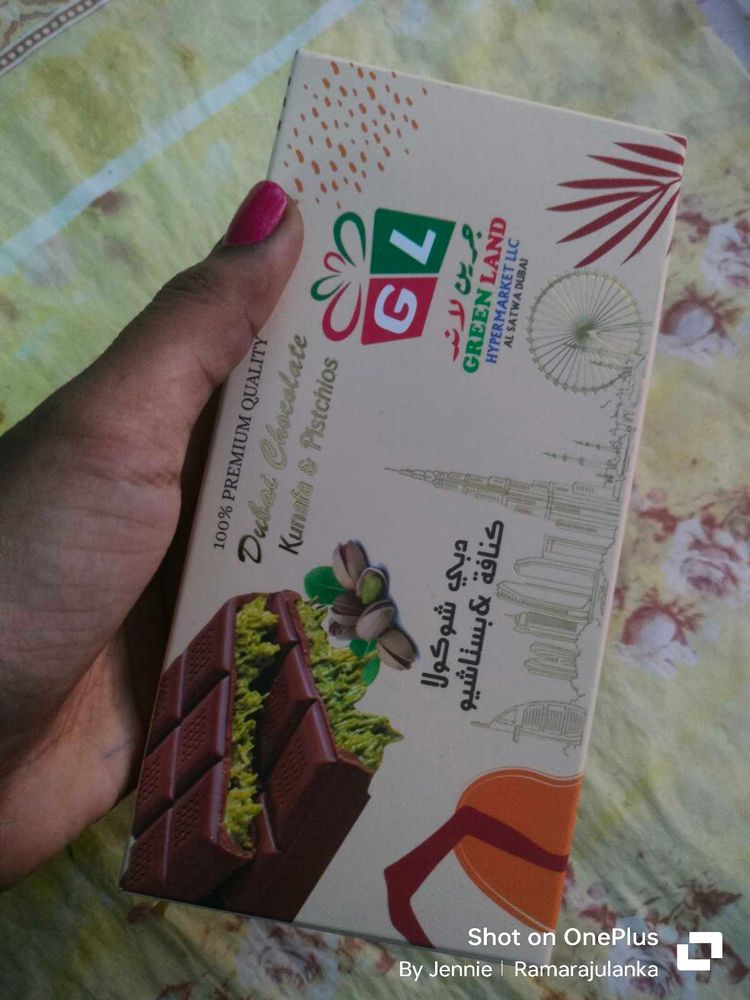 100% PREMIUM QUALITY
Dubai Chocolate
Kunafa & Pistchios
GL
جرين لاند
GREEN LAND
HYPERMARKET LLC
AL SATWA DUBAI
دبي شوكولا
كنافة &بستاشيو
Shot on OnePlus
By Jennie | Ramarajulanka